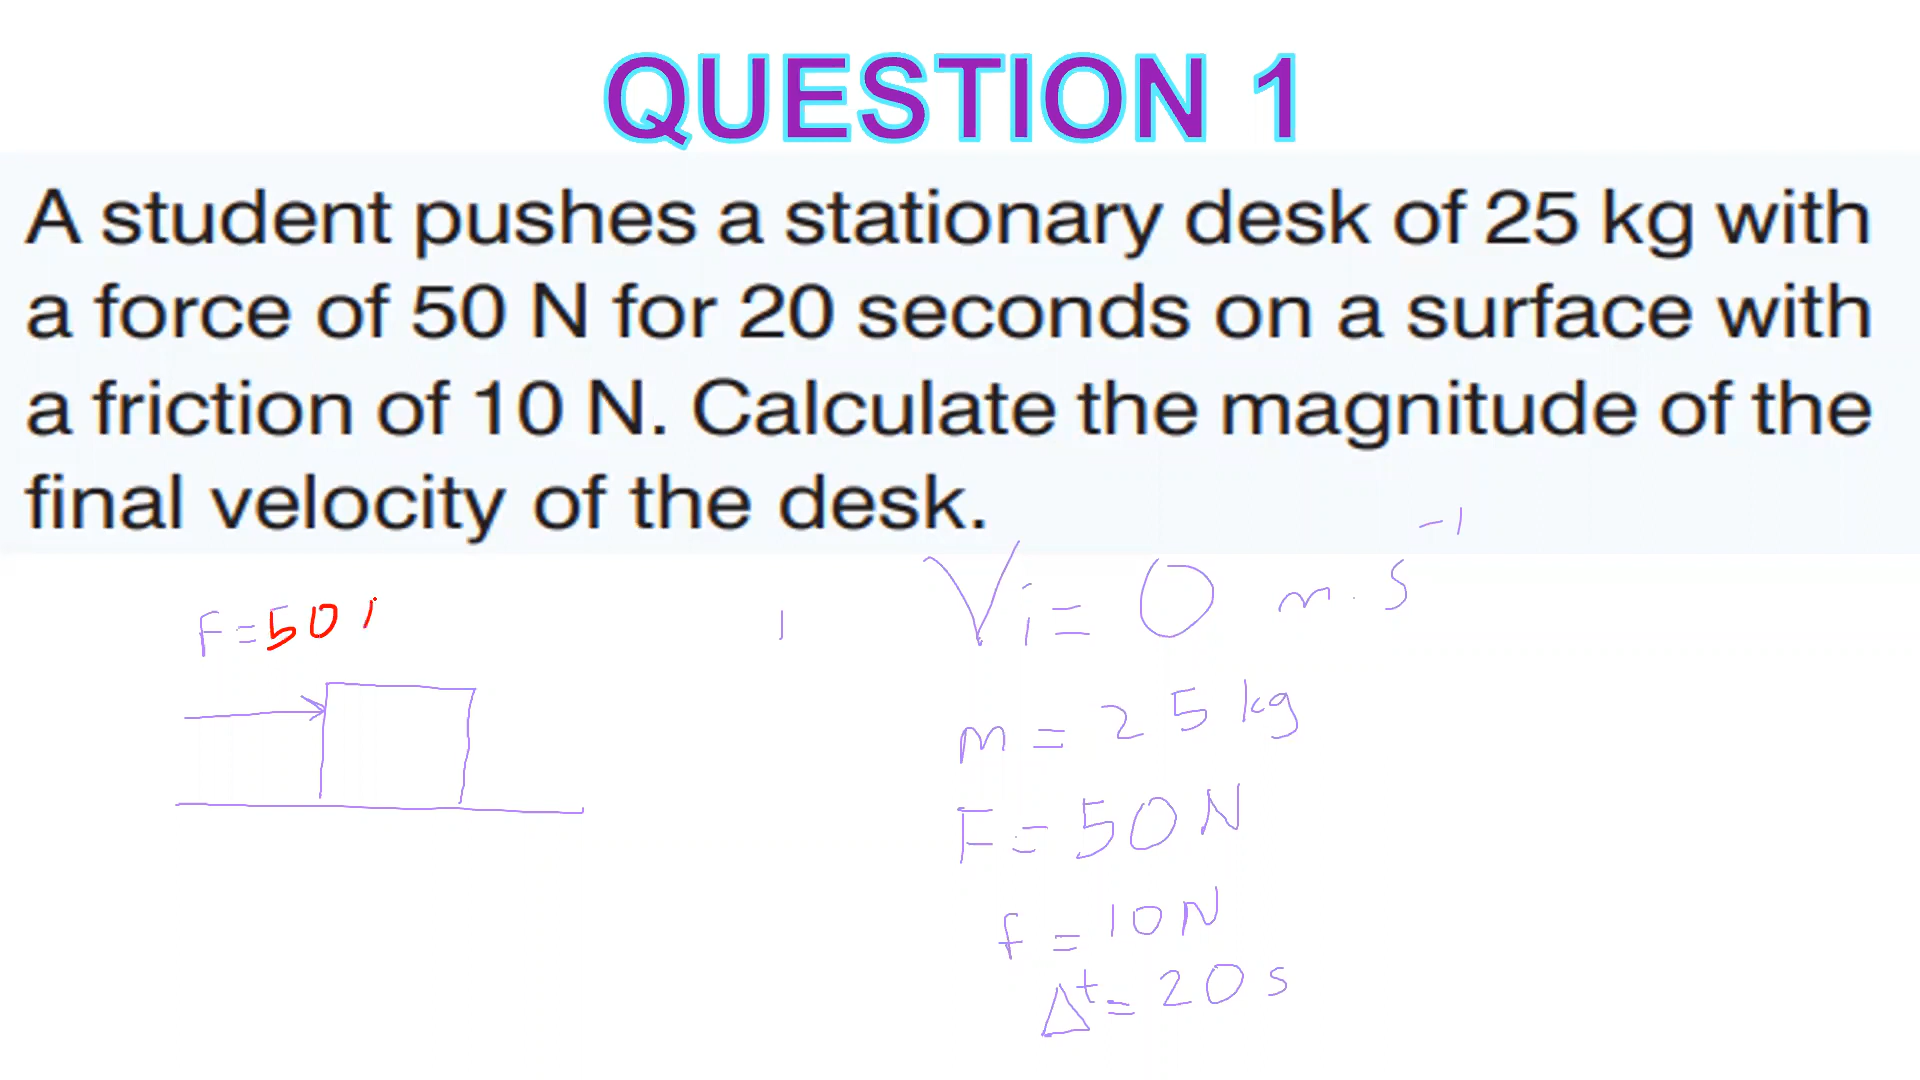 QUESTION 1
A student pushes a stationary desk of 25 kg with
a force of 50 N for 20 seconds on a surface with
a friction of 10 N. Calculate the magnitude of the
final velocity of the desk.
F = 50
Vi = 0 m.s⁻¹
m = 25 kg
F = 50 N
f = 10 N
Δt = 20 s